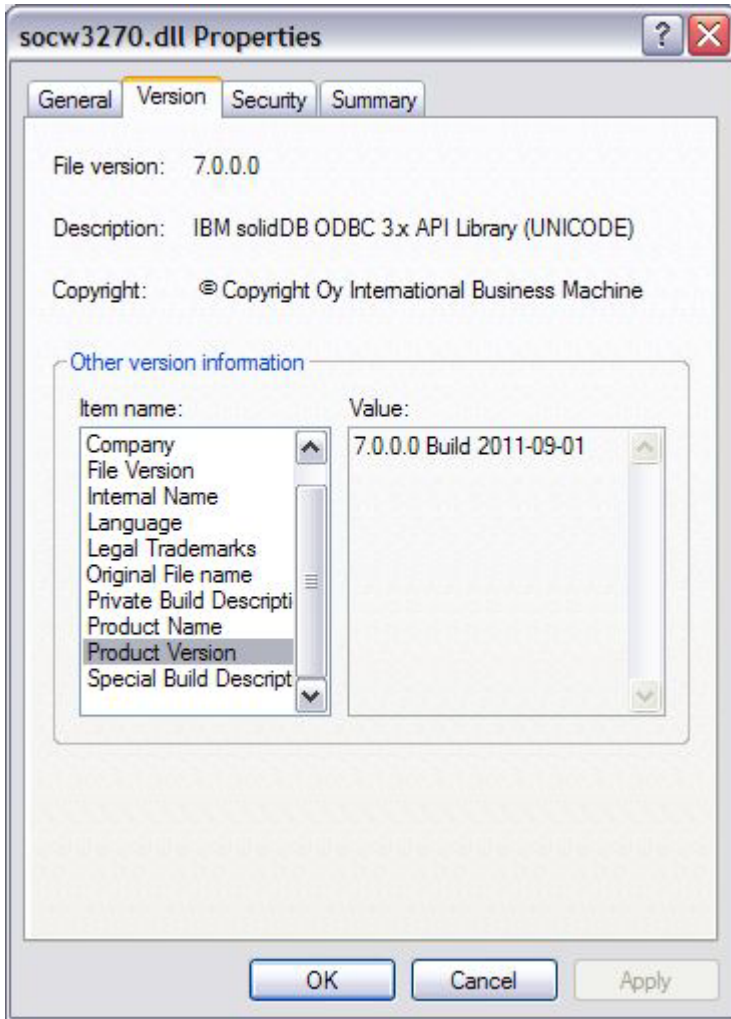 socw3270.dll Properties
General Version Security Summary
File version: 7.0.0.0
Description: IBM solidDB ODBC 3.x API Library (UNICODE)
Copyright: © Copyright Oy International Business Machine
Other version information
Item name: Value:
Company 7.0.0.0 Build 2011-09-01
File Version
Internal Name
Language
Legal Trademarks
Original File name
Private Build Descripti
Product Name
Product Version
Special Build Descript
OK Cancel Apply